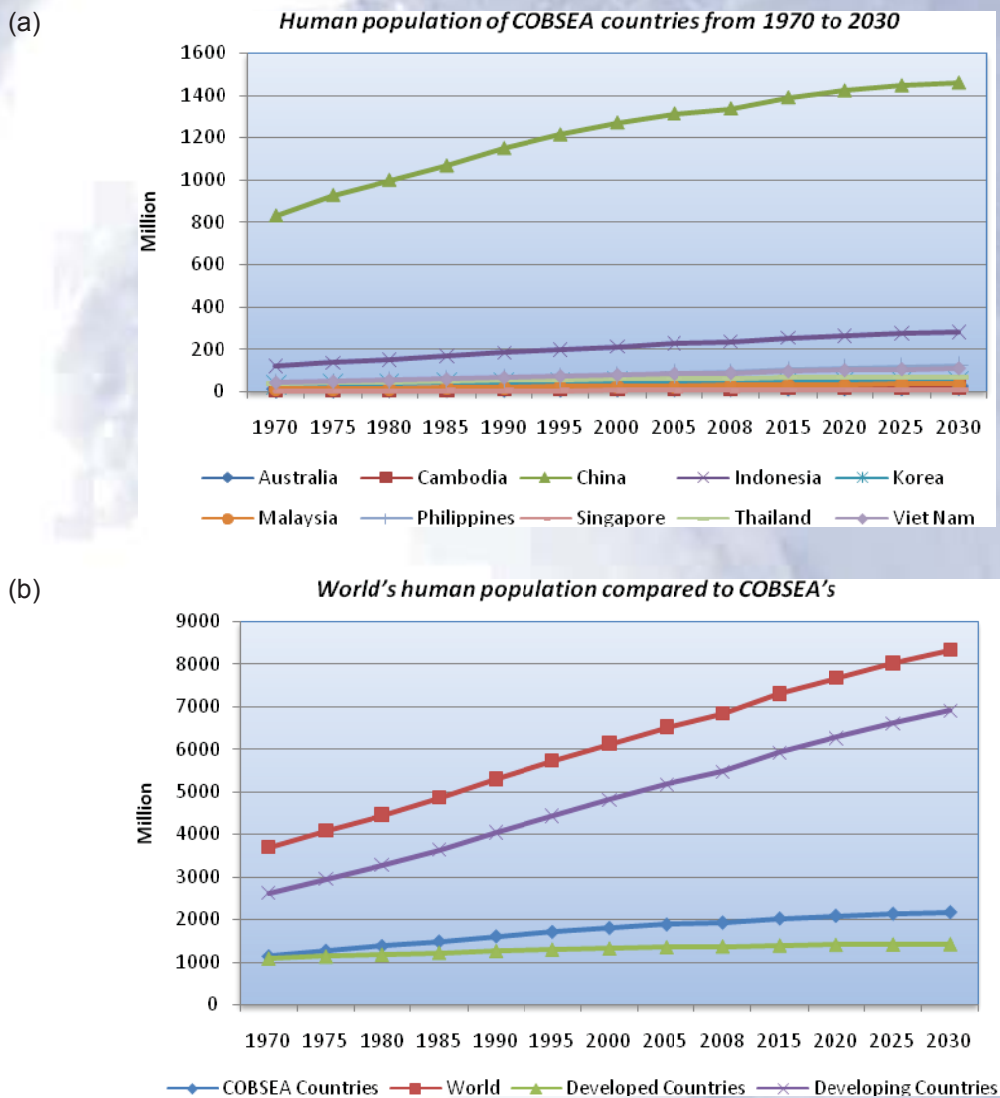 (a)
Human population of COBSEA countries from 1970 to 2030
1600
1400
1200
1000
800
600
400
200
0
Million
1970 1975 1980 1985 1990 1995 2000 2005 2008 2015 2020 2025 2030
Australia Cambodia China Indonesia Korea
Malaysia Philippines Singapore Thailand Viet Nam
(b)
World's human population compared to COBSEA's
9000
8000
7000
6000
5000
4000
3000
2000
1000
0
Million
1970 1975 1980 1985 1990 1995 2000 2005 2008 2015 2020 2025 2030
COBSEA Countries World Developed Countries Developing Countries